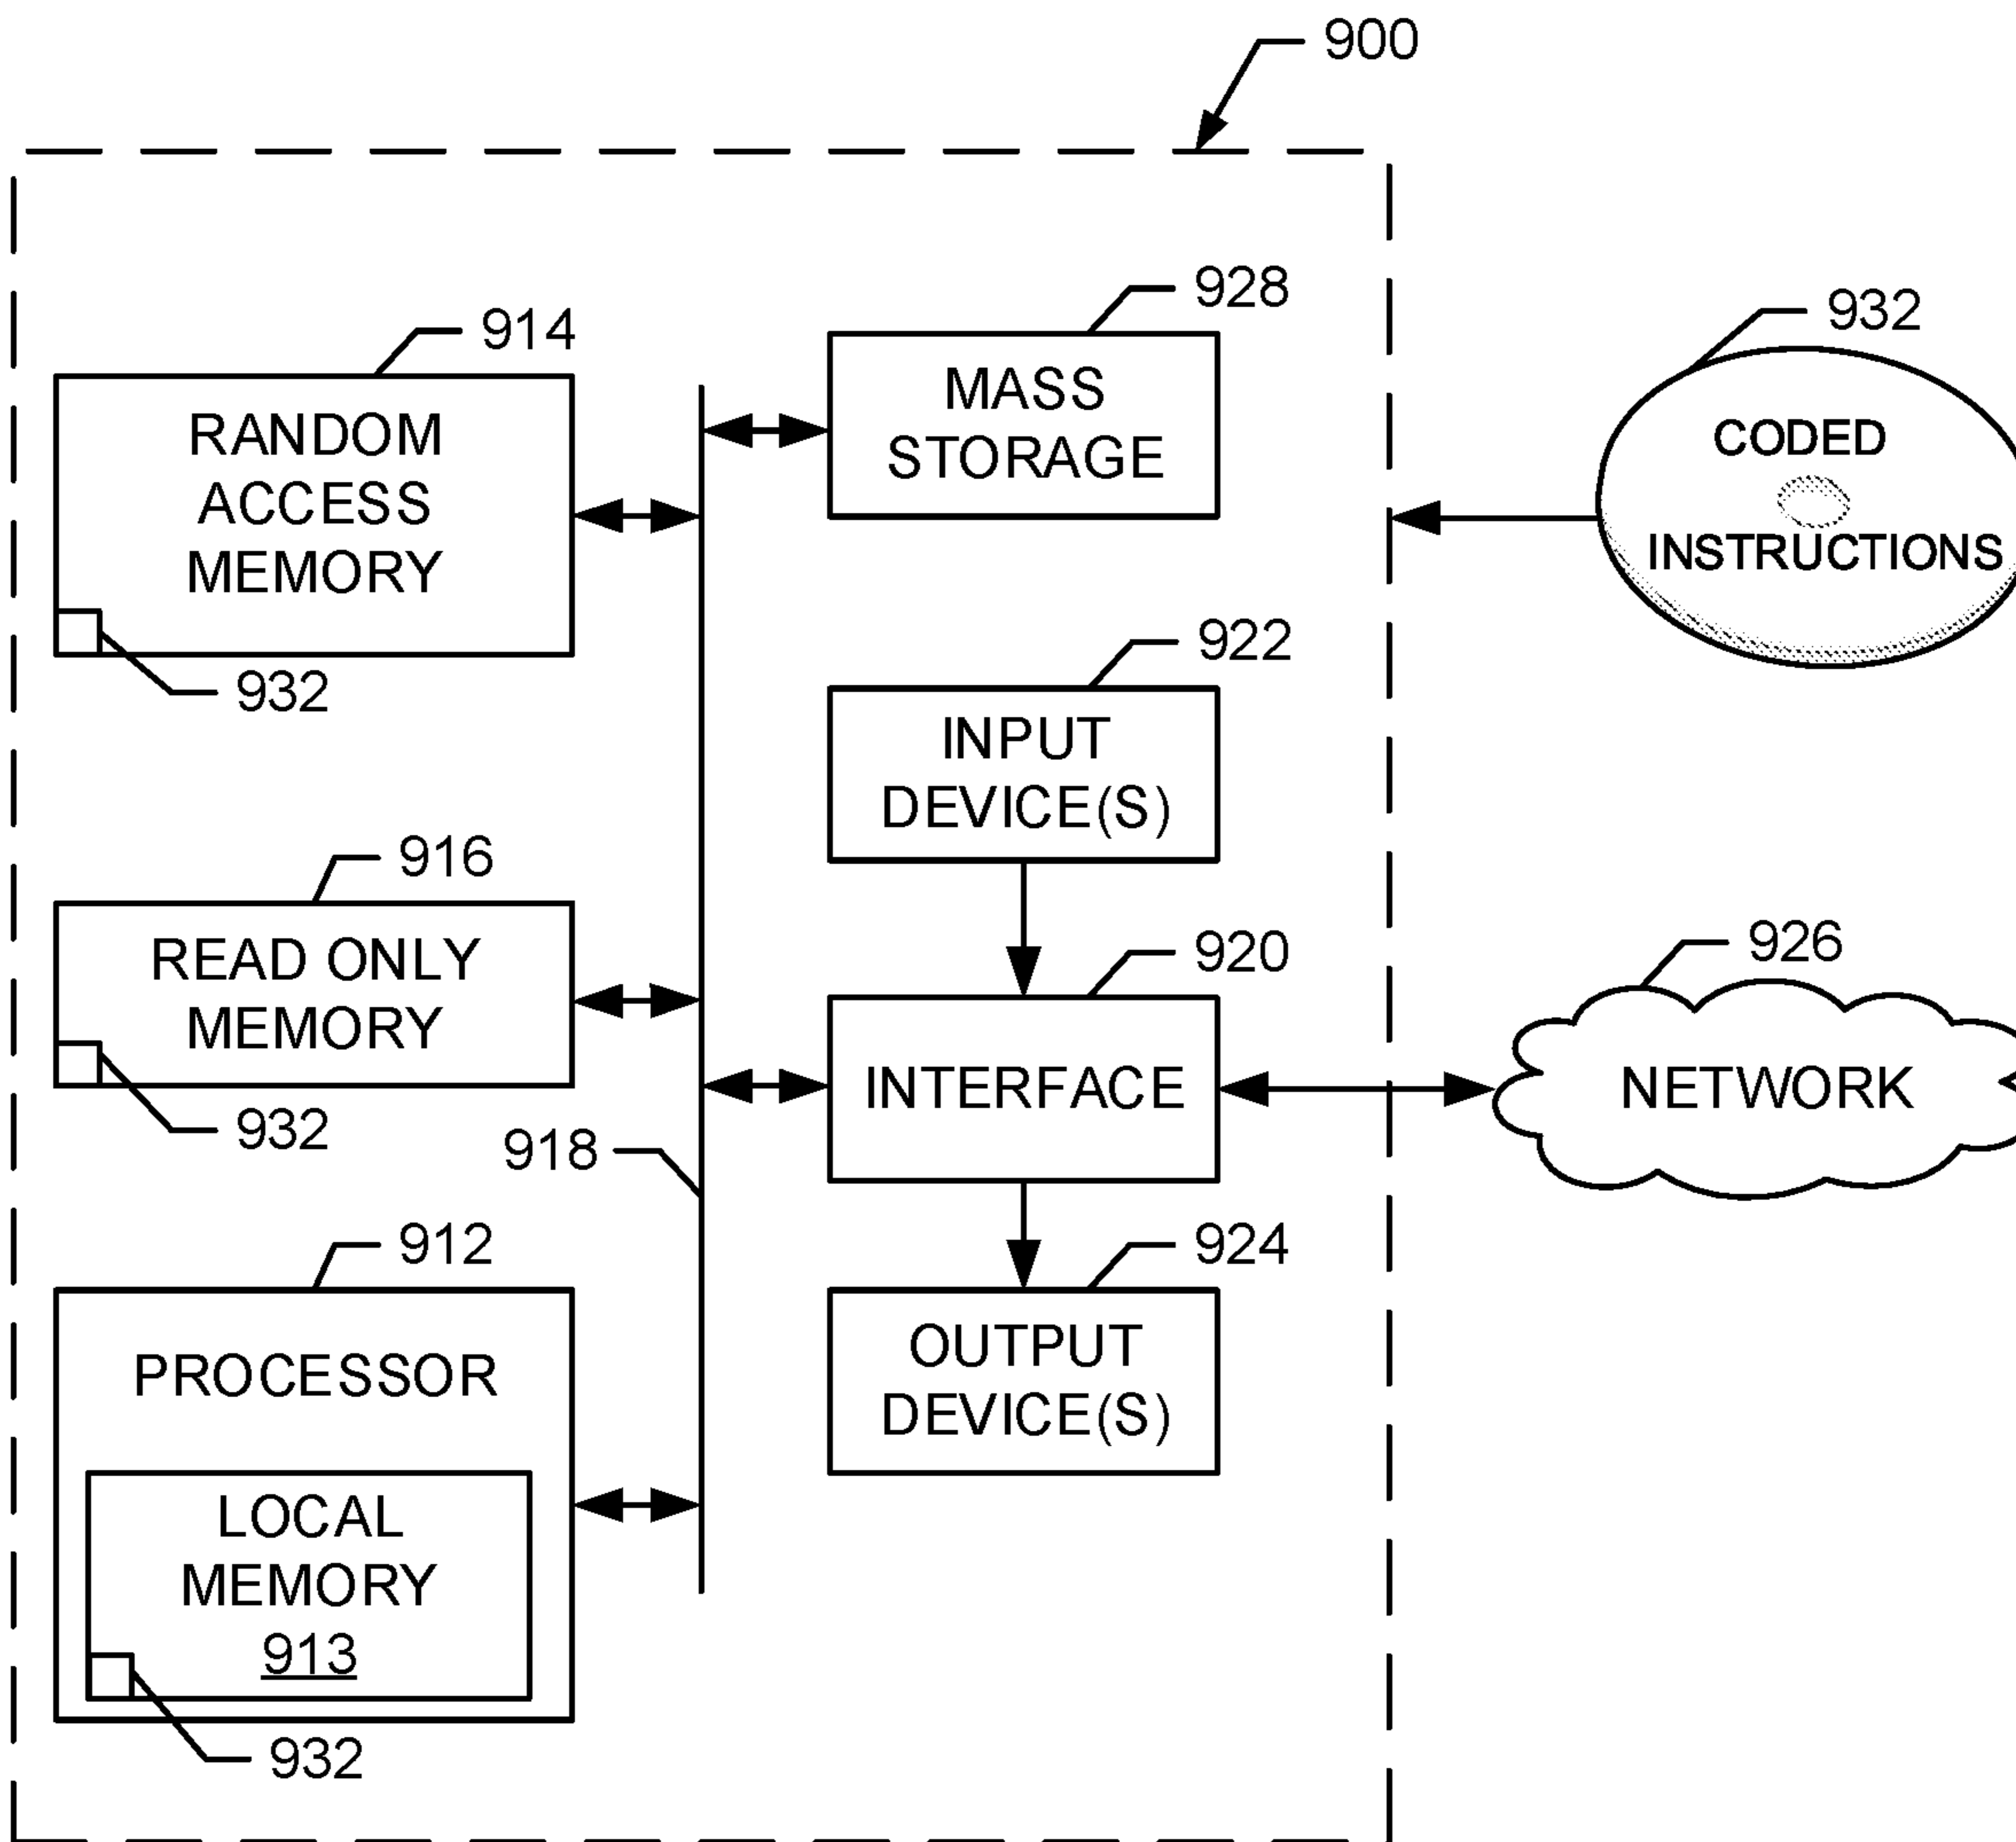 900
914
RANDOM
ACCESS
MEMORY
932
928
MASS
STORAGE
932
CODED
INSTRUCTIONS
922
INPUT
DEVICE(S)
916
READ ONLY
MEMORY
932
918
920
INTERFACE
926
NETWORK
912
PROCESSOR
LOCAL
MEMORY
913
932
924
OUTPUT
DEVICE(S)